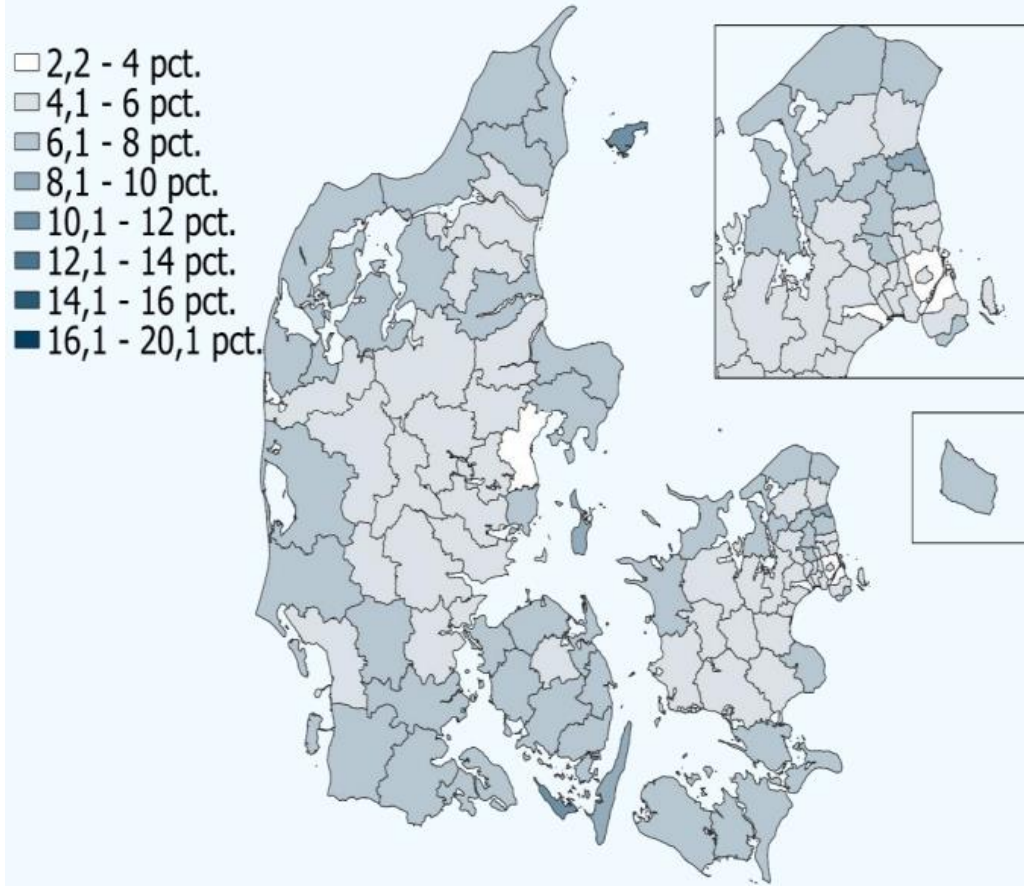 2,2 - 4 pct.
4,1 - 6 pct.
6,1 - 8 pct.
8,1 - 10 pct.
10,1 - 12 pct.
12,1 - 14 pct.
14,1 - 16 pct.
16,1 - 20,1 pct.